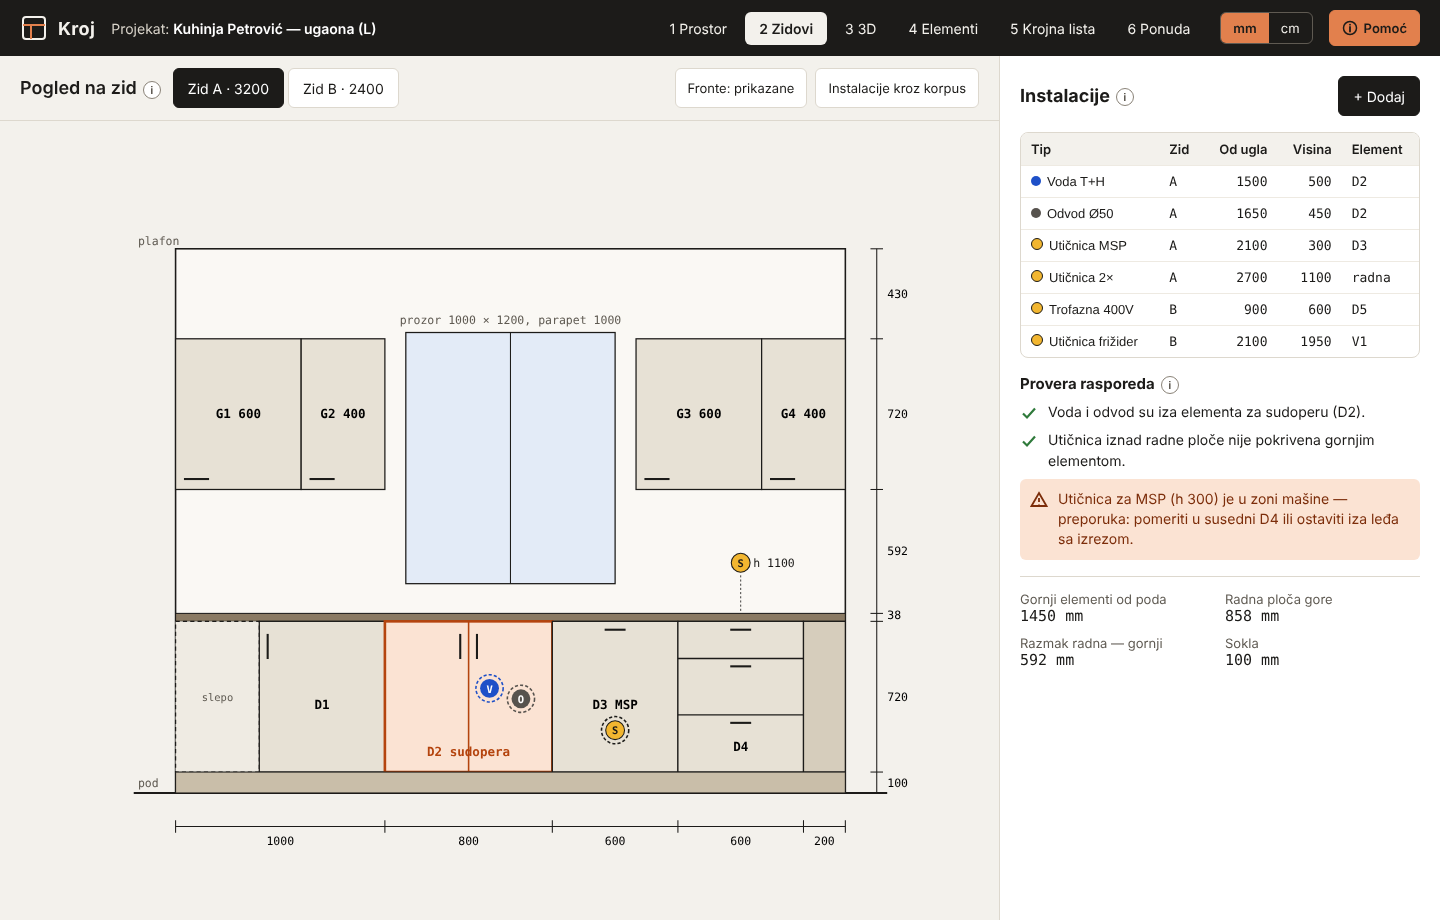 Kroj
Projekat: Kuhinja Petrović — ugaona (L)
1 Prostor
2 Zidovi
3 3D
4 Elementi
5 Krojna lista
6 Ponuda
mm
cm
Pomoć
Pogled na zid
Zid A · 3200
Zid B · 2400
Fronte: prikazane
Instalacije kroz korpus
plafon
prozor 1000 × 1200, parapet 1000
430
G1 600
G2 400
G3 600
G4 400
720
S h 1100
592
38
slepo
D1
V
O
D2 sudopera
D3 MSP
S
D4
720
pod
100
1000
800
600
600
200
Instalacije
+ Dodaj
Tip Zid Od ugla Visina Element
Voda T+H A 1500 500 D2
Odvod Ø50 A 1650 450 D2
Utičnica MSP A 2100 300 D3
Utičnica 2× A 2700 1100 radna
Trofazna 400V B 900 600 D5
Utičnica frižider B 2100 1950 V1
Provera rasporeda
Voda i odvod su iza elementa za sudoperu (D2).
Utičnica iznad radne ploče nije pokrivena gornjim
elementom.
Utičnica za MSP (h 300) je u zoni mašine —
preporuka: pomeriti u susedni D4 ili ostaviti iza leđa
sa izrezom.
Gornji elementi od poda
1450 mm
Radna ploča gore
858 mm
Razmak radna — gornji
592 mm
Sokla
100 mm